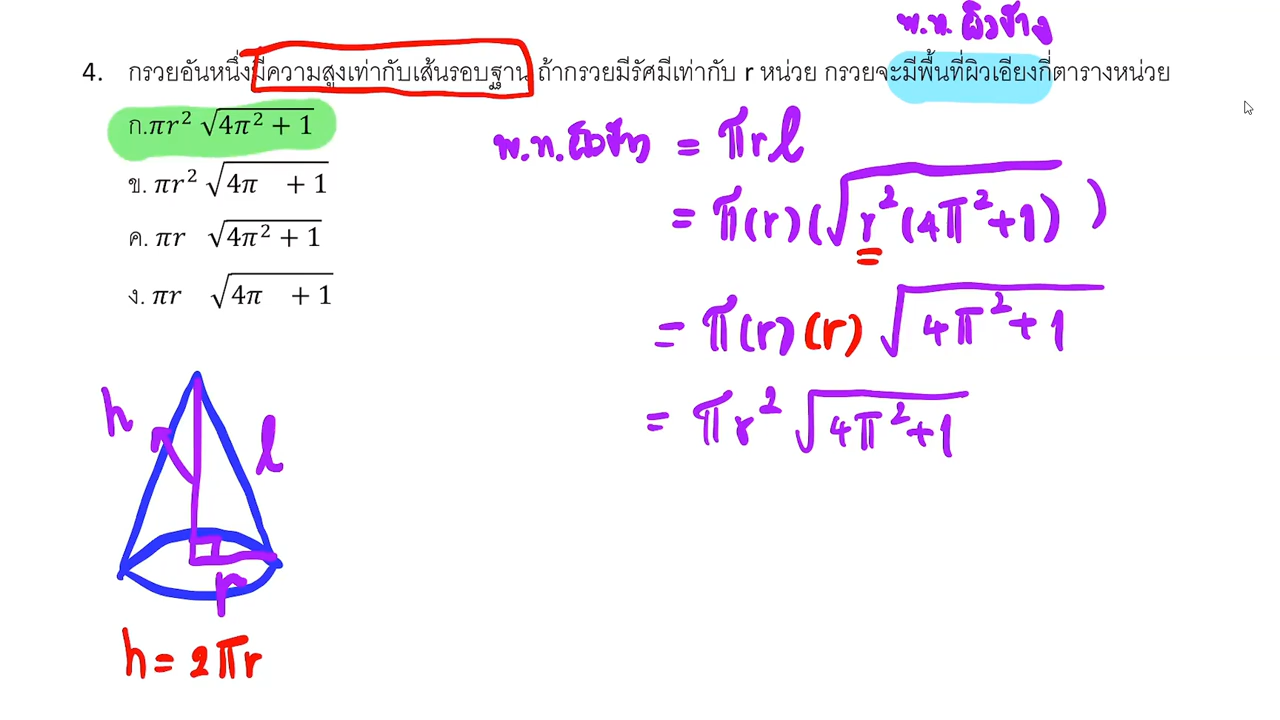 พ.ท. ผิวข้าง
4. กรวยอันหนึ่งมีความสูงเท่ากับเส้นรอบฐาน ถ้ากรวยมีรัศมีเท่ากับ r หน่วย กรวยจะมีพื้นที่ผิวเอียงกี่ตารางหน่วย
ก. πr² √(4π² + 1)
ข. πr² √(4π + 1)
ค. πr √(4π² + 1)
ง. πr √(4π + 1)
พ.ท. ผิวข้าง = πrl
= π(r)(√(r²(4π²+1)))
= π(r)(r) √(4π²+1)
= πr² √(4π²+1)
h
l
r
h = 2πr